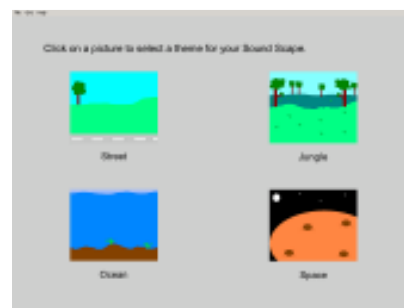 Click on a picture to select a theme for your Sound Scape.
Street
Jungle
Ocean
Space